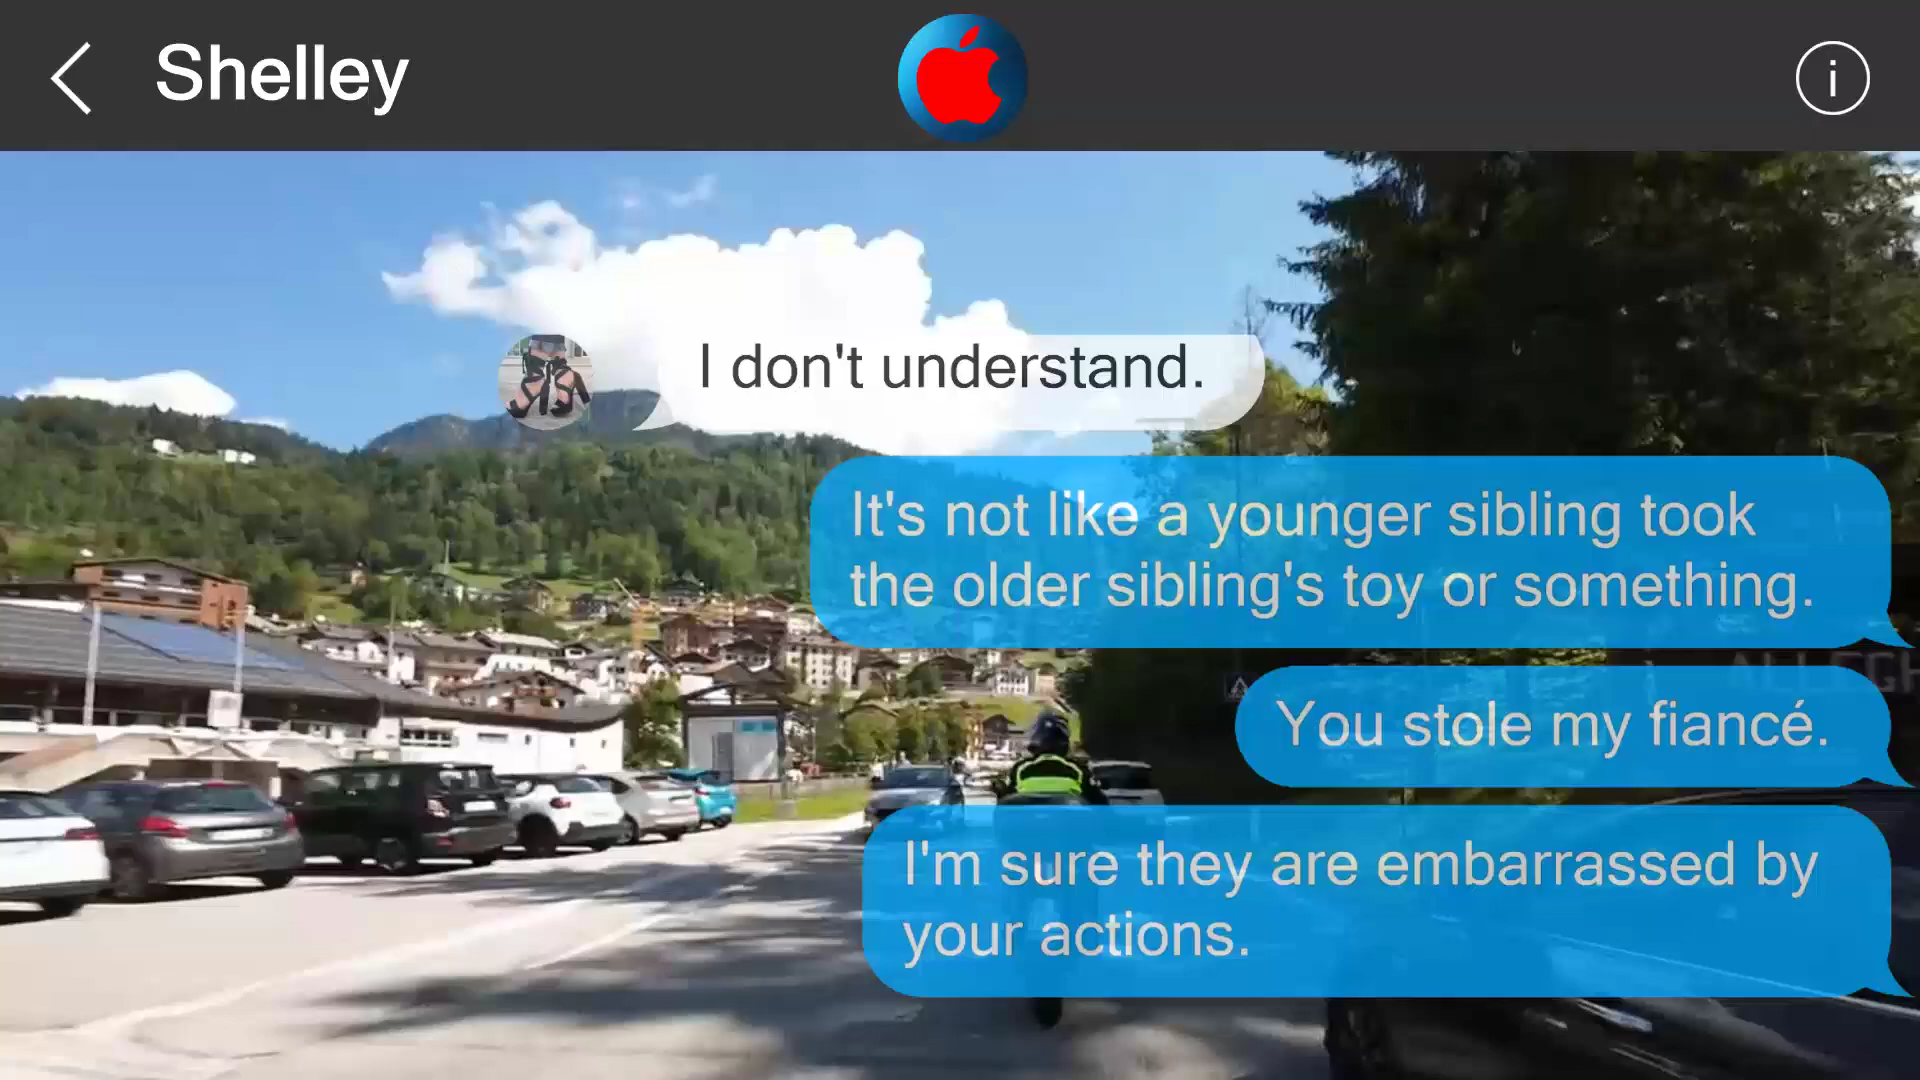 Shelley
i
I don't understand.
It's not like a younger sibling took
the older sibling's toy or something.
You stole my fiancé.
I'm sure they are embarrassed by
your actions.